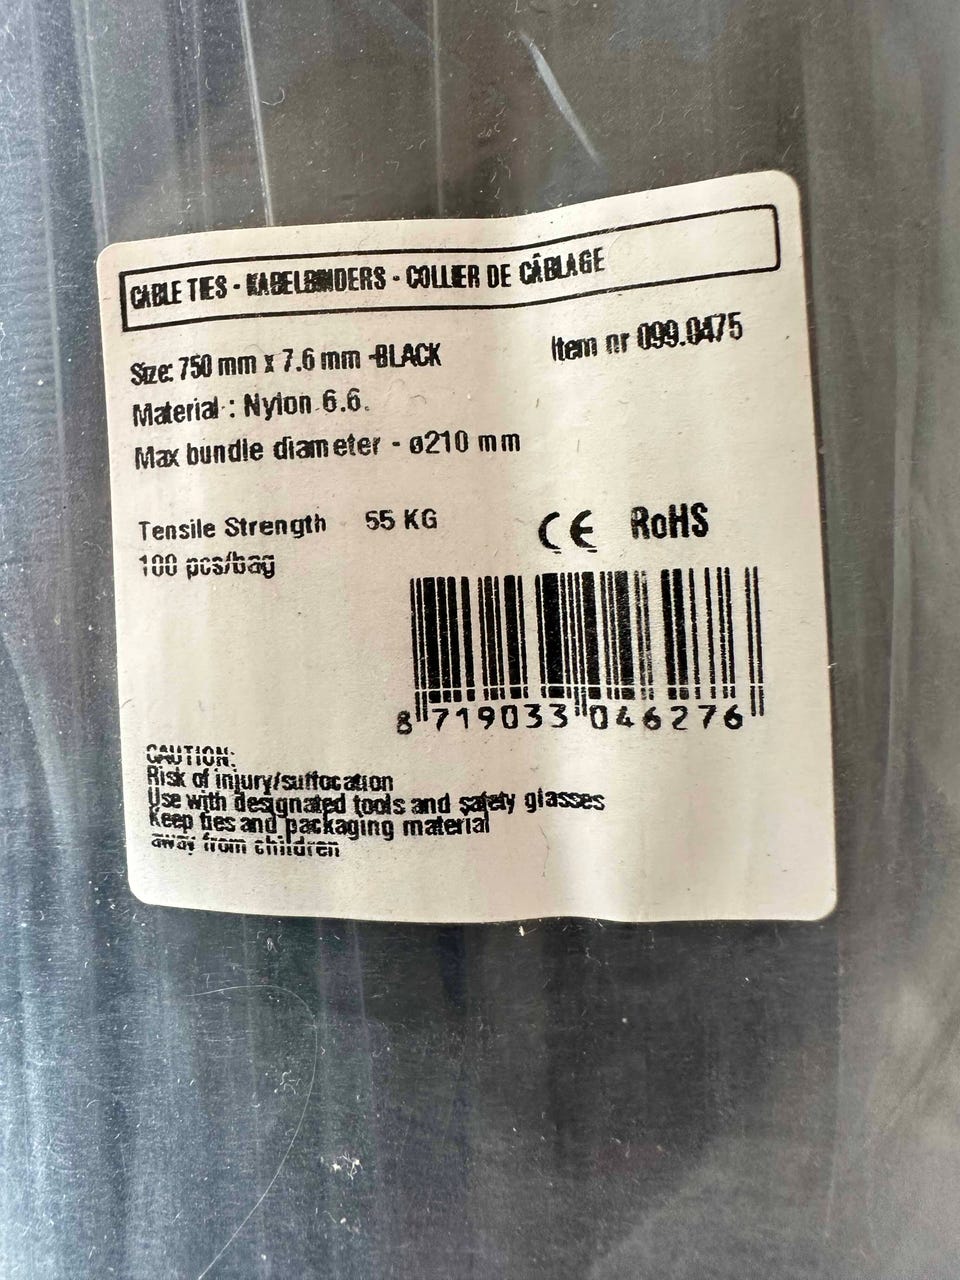 CABLE TIES - KABELBINDERS - COLLIER DE CÂBLAGE
Size: 750 mm x 7.6 mm -BLACK
Item nr 099.0475
Material : Nylon 6.6.
Max bundle diameter - ø210 mm
Tensile Strength 55 KG
CE RoHS
100 pcs/bag
8 719033 046276
CAUTION:
Risk of injury/suffocation
Use with designated tools and safety glasses
Keep ties and packaging material
away from children